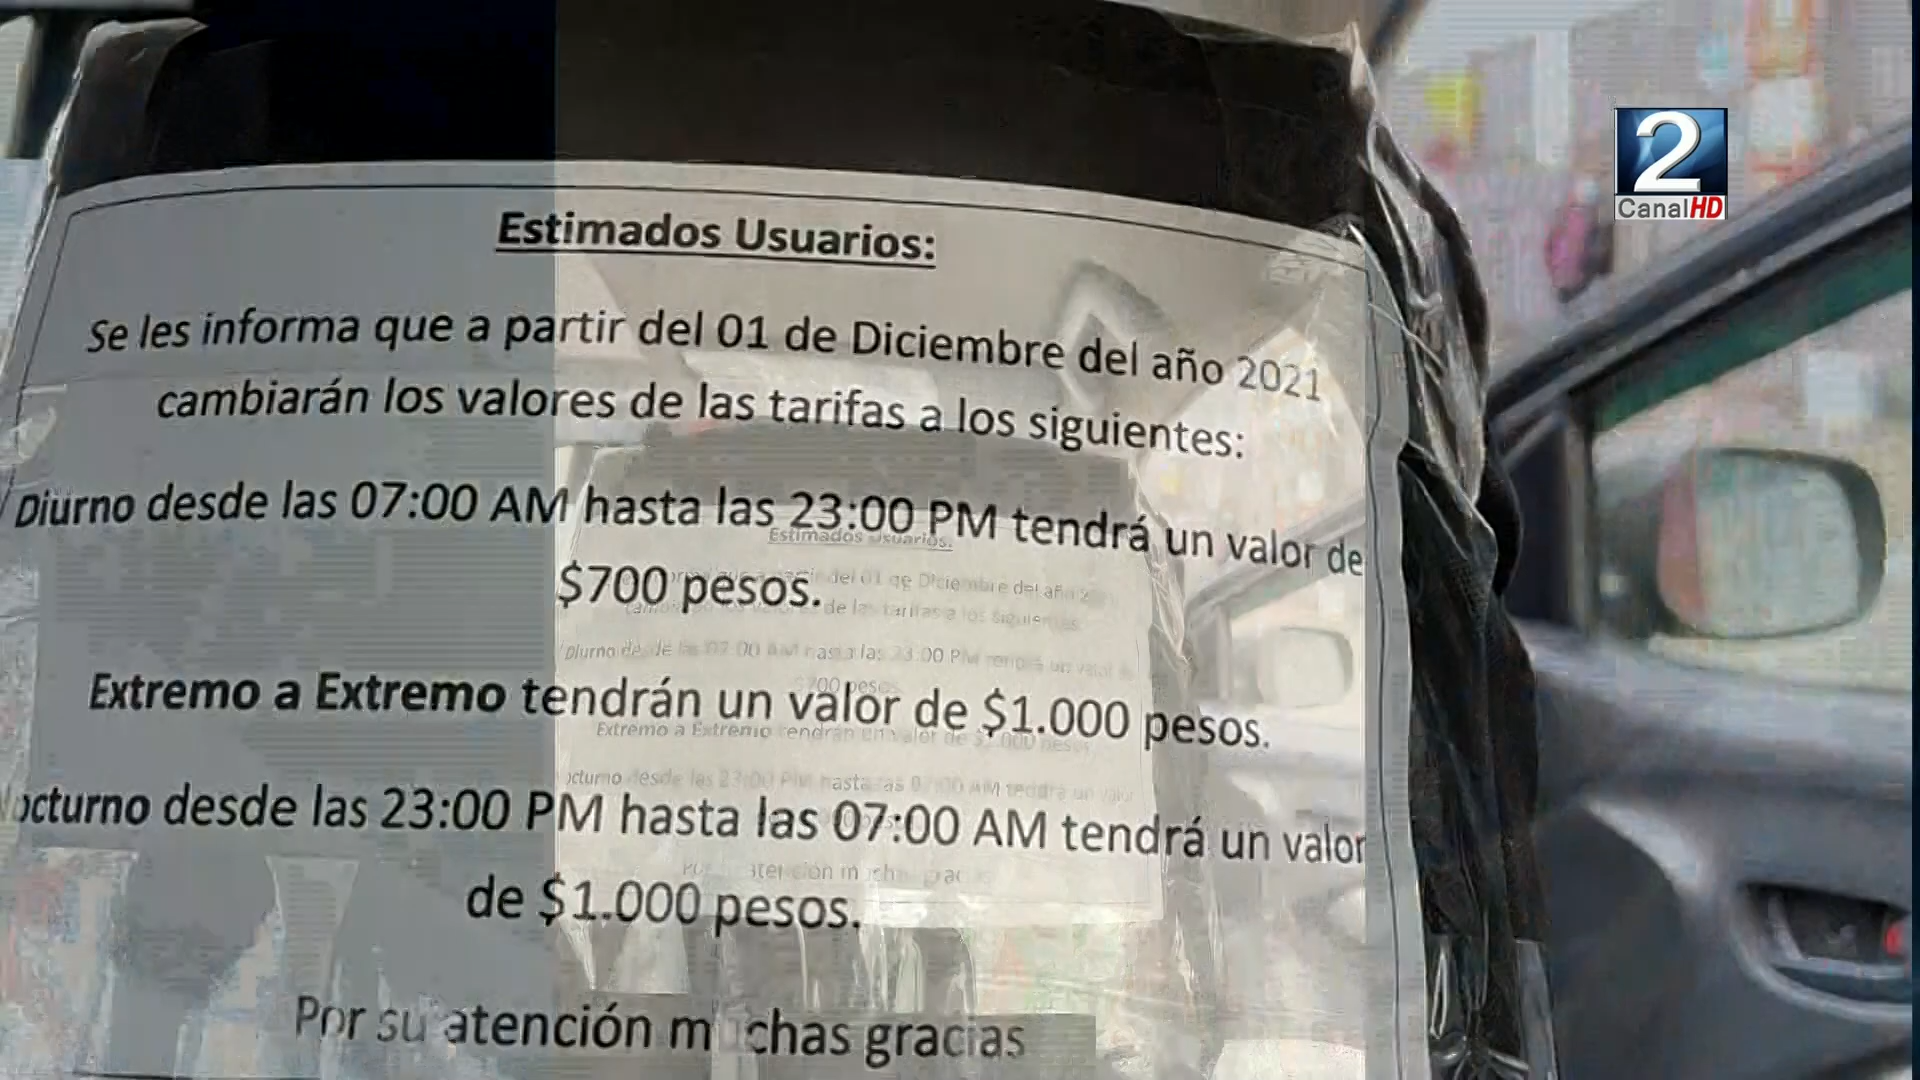 Estimados Usuarios:
Se les informa que a partir del 01 de Diciembre del año 2021
cambiarán los valores de las tarifas a los siguientes:
Diurno desde las 07:00 AM hasta las 23:00 PM tendrá un valor de
$700 pesos.
Extremo a Extremo tendrán un valor de $1.000 pesos.
Nocturno desde las 23:00 PM hasta las 07:00 AM tendrá un valor
de $1.000 pesos.
Por su atención muchas gracias
2
CanalHD